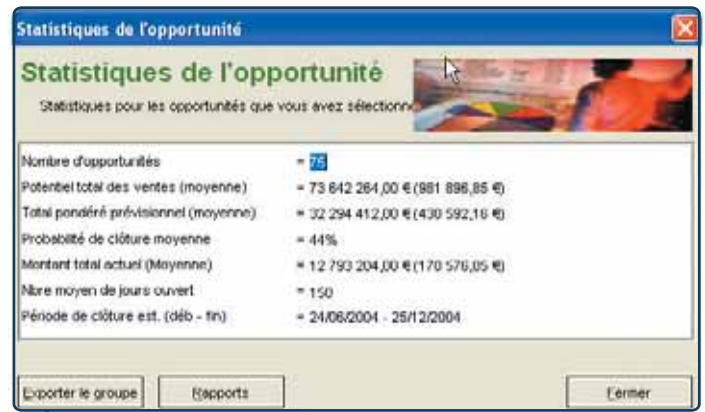 Statistiques de l'opportunité
Statistiques de l'opportunité
Statistiques pour les opportunités que vous avez sélectionné
Nombre d'opportunités = 75
Potentiel total des ventes (moyenne) = 73 642 264,00 € (981 896,85 €)
Total pondéré prévisionnel (moyenne) = 32 294 412,00 € (430 592,16 €)
Probabilité de clôture moyenne = 44%
Montant total actuel (Moyenne) = 12 793 204,00 € (170 576,05 €)
Nbre moyen de jours ouvert = 150
Période de clôture est. (déb - fin) = 24/06/2004 - 25/12/2004
Exporter le groupe Rapports Fermer